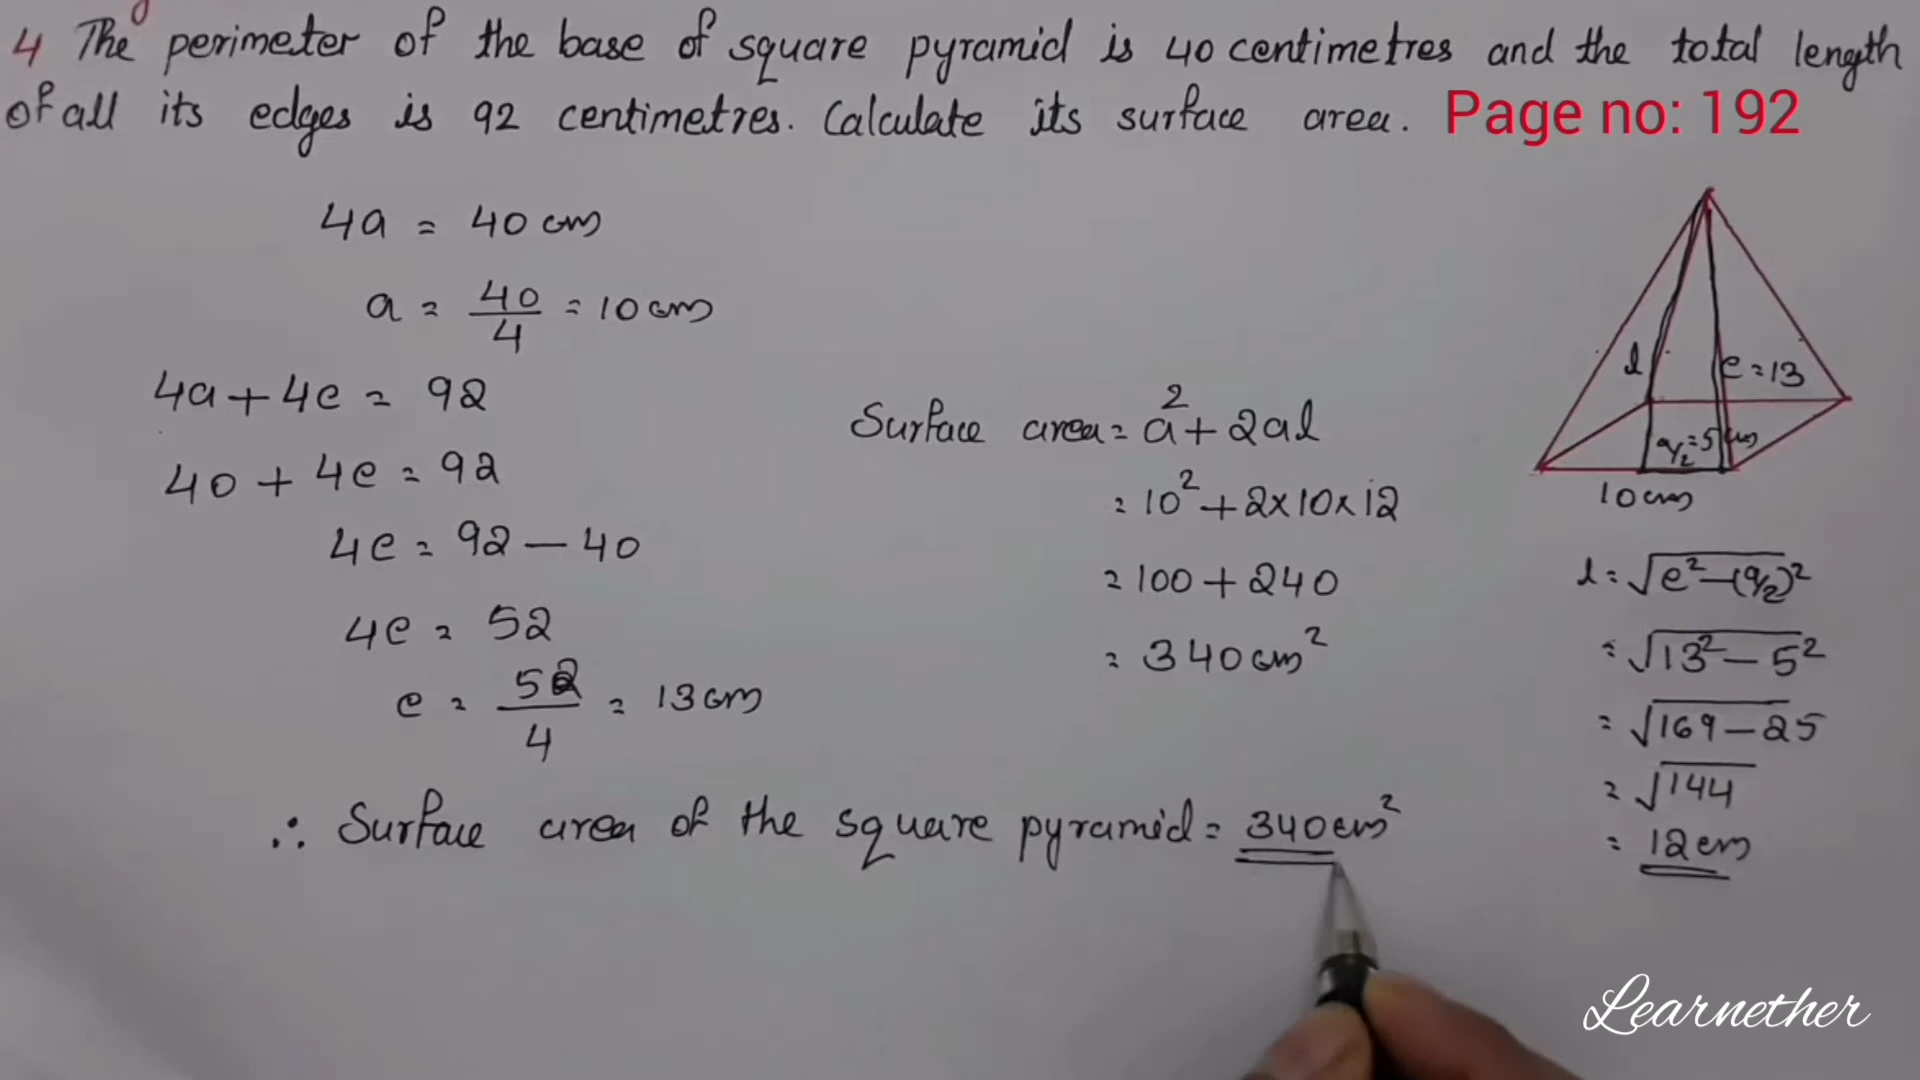 4 The perimeter of the base of square pyramid is 40 centimetres and the total length
of all its edges is 92 centimetres. Calculate its surface area. Page no: 192
4a = 40 cm
a = 40/4 = 10 cm
4a + 4e = 92
40 + 4e = 92
4e = 92 - 40
4e = 52
e = 52/4 = 13 cm
Surface area = a² + 2al
= 10² + 2×10×12
= 100 + 240
= 340 cm²
∴ Surface area of the square pyramid = 340 cm²
l
e = 13
a/2 = 5 cm
10 cm
l = √e² - (a/2)²
= √13² - 5²
= √169 - 25
= √144
= 12 cm
Learnether